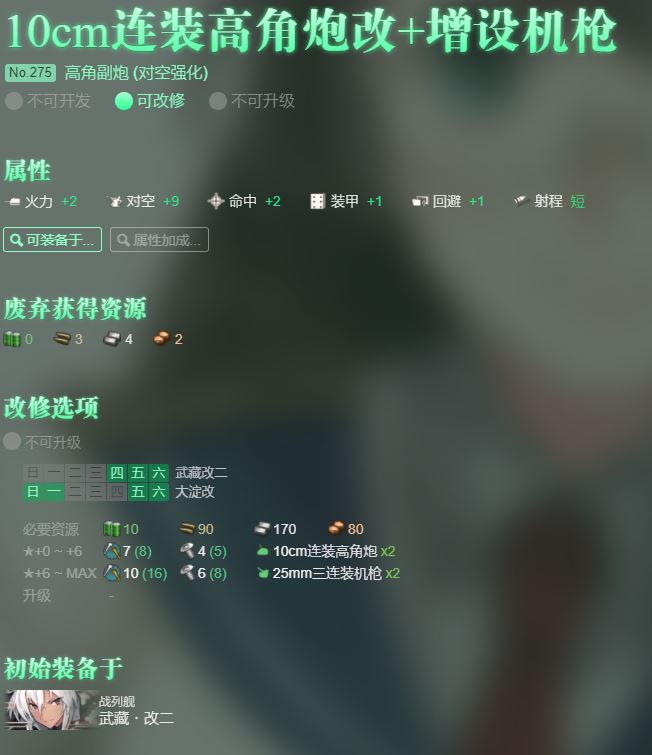 10cm连装高角炮改+增设机枪
No.275 高角副炮 (对空强化)
不可开发 可改修 不可升级
属性
火力 +2 对空 +9 命中 +2 装甲 +1 回避 +1 射程 短
可装备于... 属性加成...
废弃获得资源
0 3 4 2
改修选项
不可升级
日 一 二 三 四 五 六 武藏改二
日 一 二 三 四 五 六 大淀改
必要资源 10 90 170 80
★+0 ~ +6 7 (8) 4 (5) 10cm连装高角炮 x2
★+6 ~ MAX 10 (16) 6 (8) 25mm三连装机枪 x2
升级 -
初始装备于
战列舰
武藏·改二